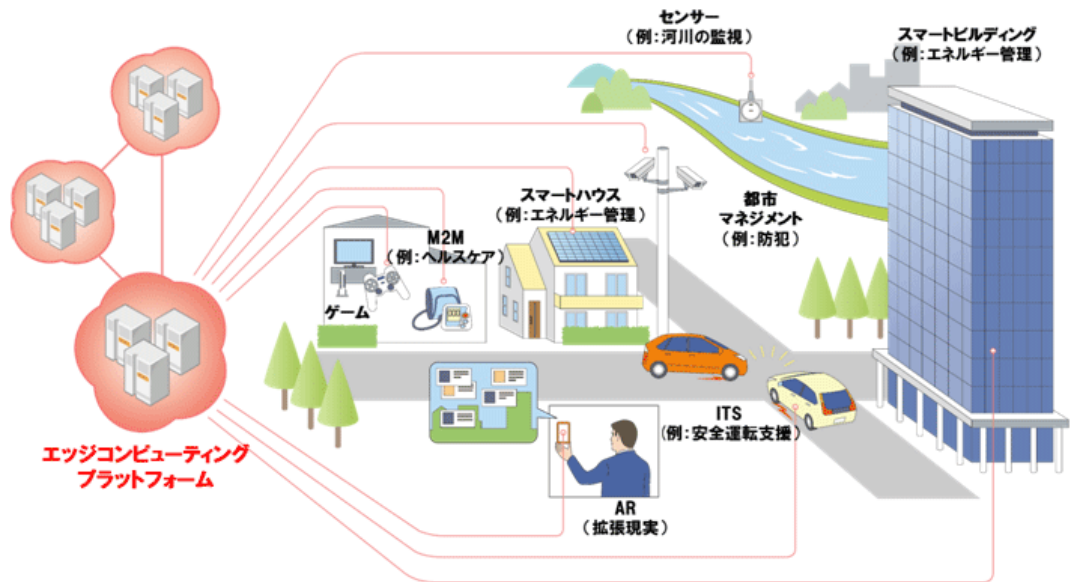 センサー
(例:河川の監視)
スマートビルディング
(例:エネルギー管理)
スマートハウス
(例:エネルギー管理)
都市
マネジメント
(例:防犯)
M2M
(例:ヘルスケア)
ゲーム
ITS
(例:安全運転支援)
エッジコンピューティング
プラットフォーム
AR
(拡張現実)